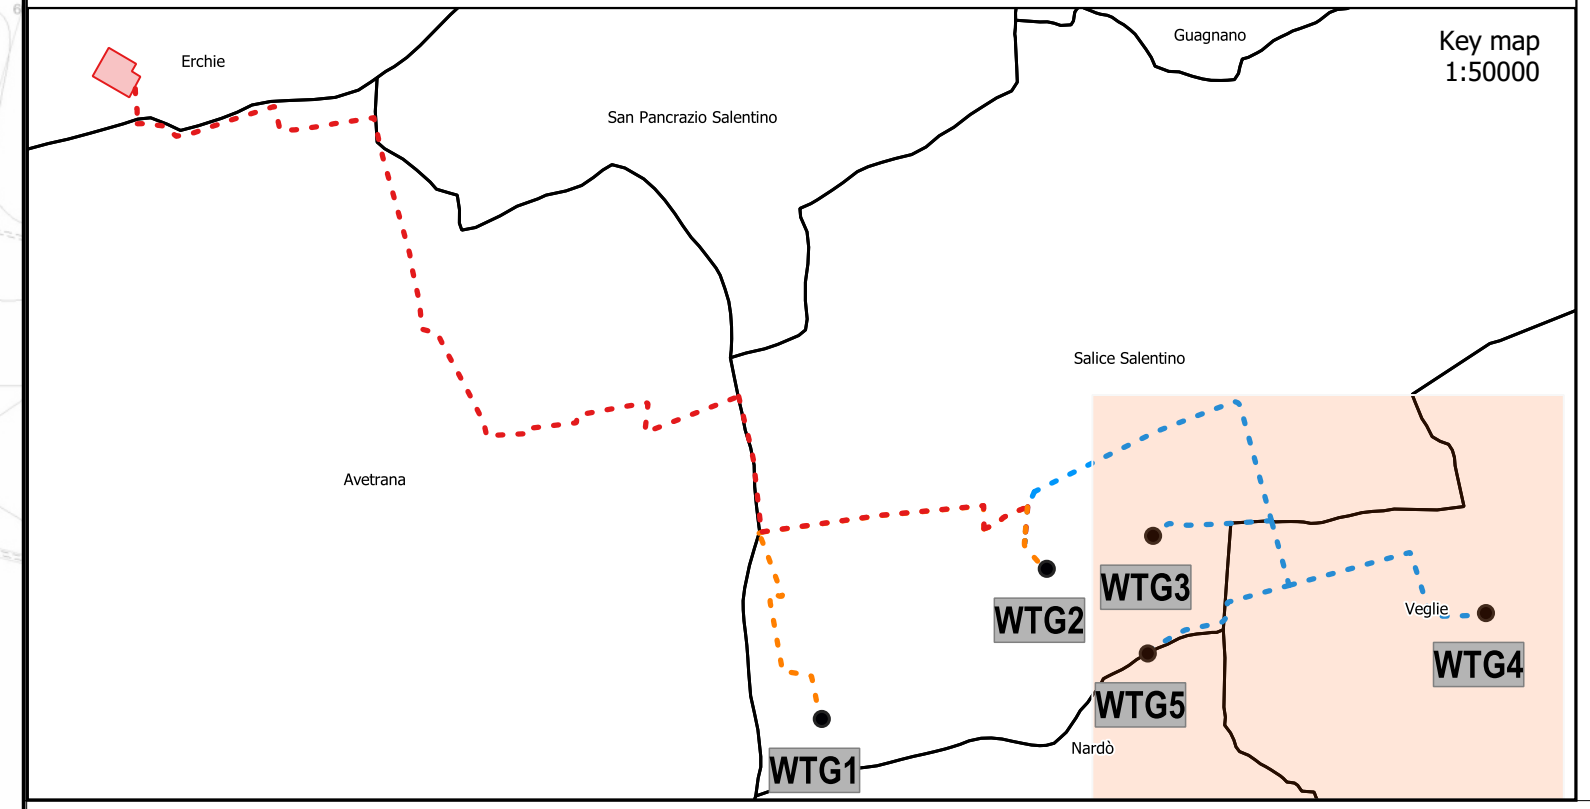 Guagnano
Key map
1:50000
Erchie
San Pancrazio Salentino
Salice Salentino
Avetrana
WTG3
Veglie
WTG2
WTG4
WTG5
Nardò
WTG1